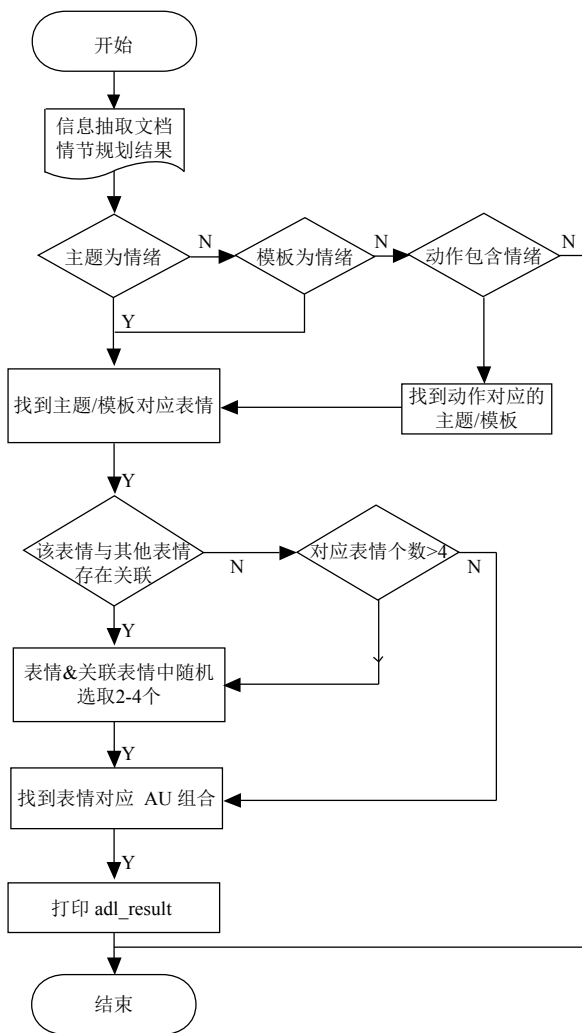 开始
信息抽取文档
情节规划结果
主题为情绪
N
模板为情绪
N
动作包含情绪
N
Y
找到主题/模板对应表情
找到动作对应的
主题/模板
Y
该表情与其他表情
存在关联
N
对应表情个数>4
N
Y
表情&关联表情中随机
选取2-4个
Y
找到表情对应 AU 组合
Y
打印 adl_result
结束